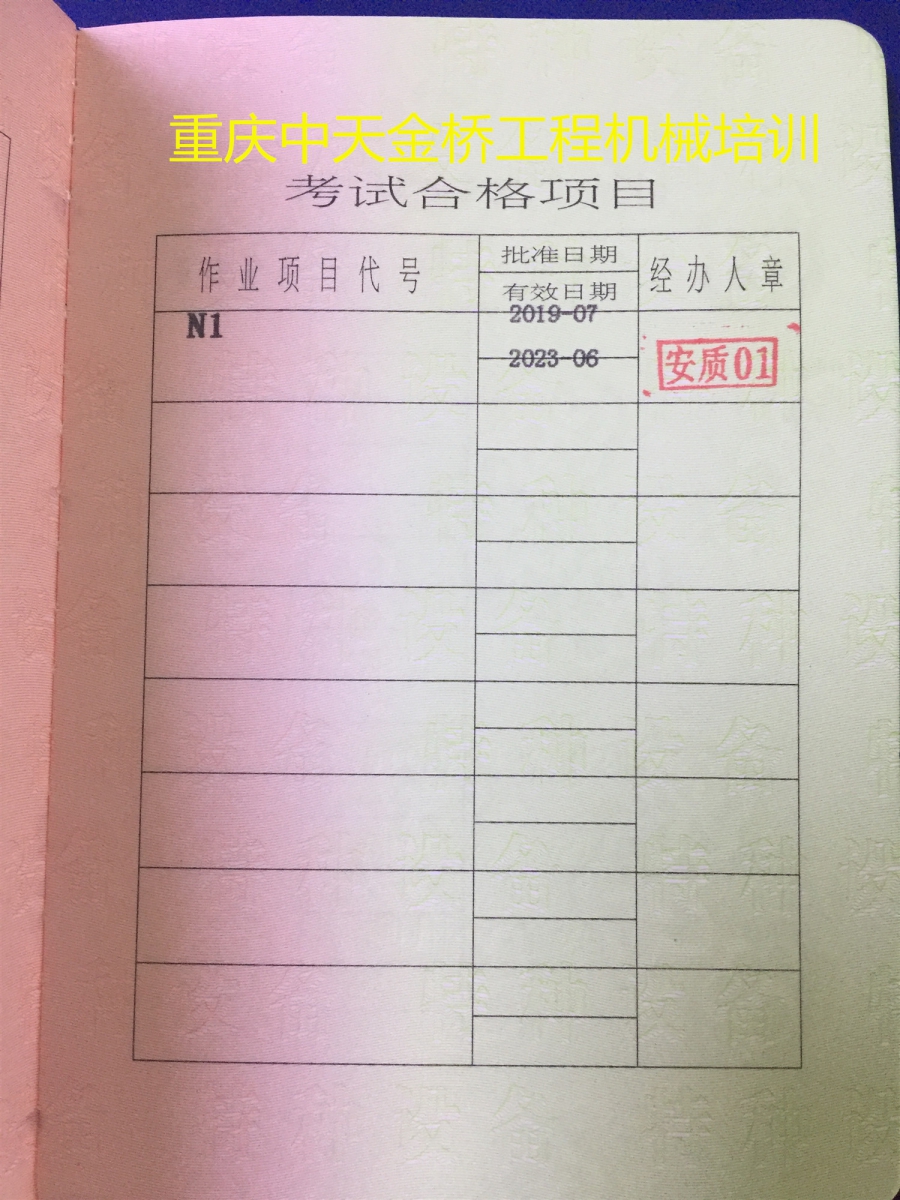 重庆中天金桥工程机械培训
考试合格项目
作业项目代号
批准日期
有效日期
经办人章
N1
2019-07
2023-06
安质01